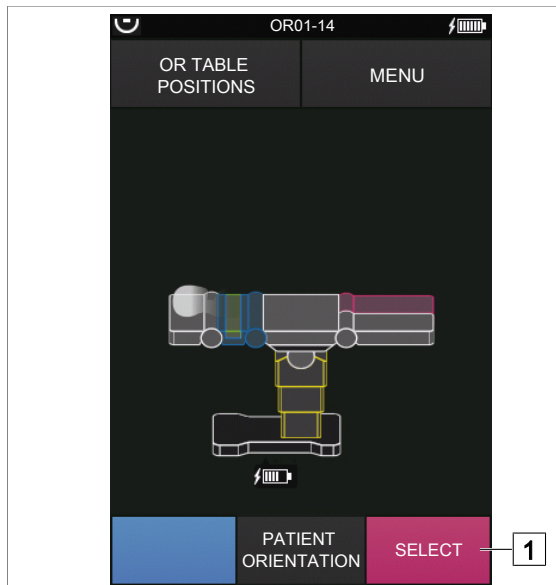 OR01-14
OR TABLE
POSITIONS
MENU
PATIENT
ORIENTATION
SELECT
1